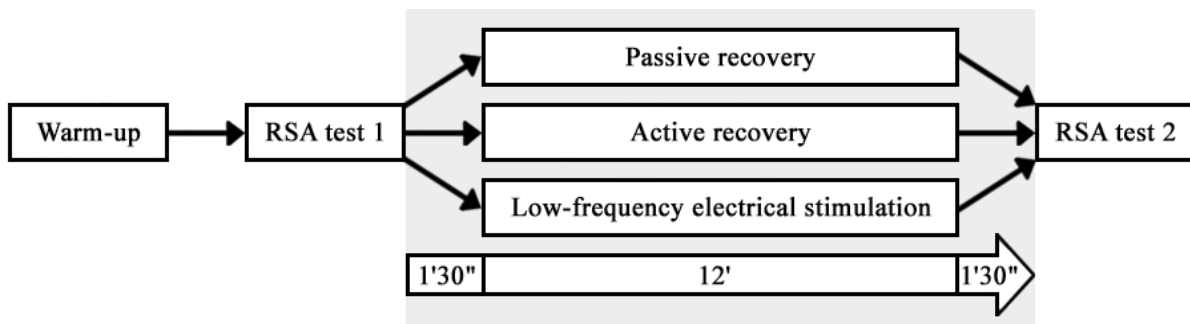 Passive recovery
Warm-up
RSA test 1
Active recovery
RSA test 2
Low-frequency electrical stimulation
1'30"
12'
1'30"